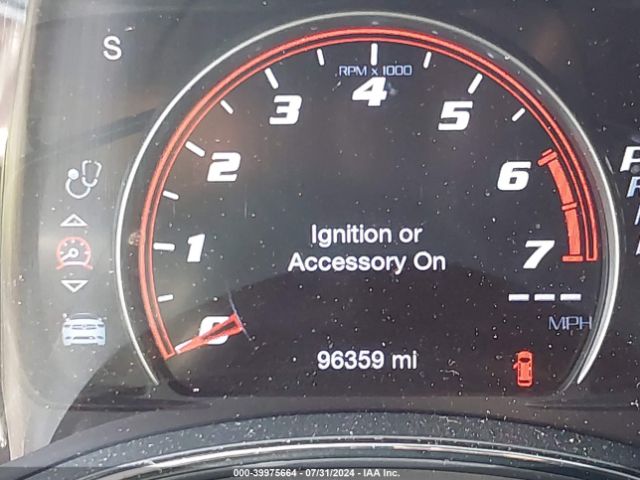 S
RPM x 1000
0
1
2
3
4
5
6
7
Ignition or
Accessory On
MPH
96359 mi
000-39975664 - 07/31/2024 - IAA Inc.